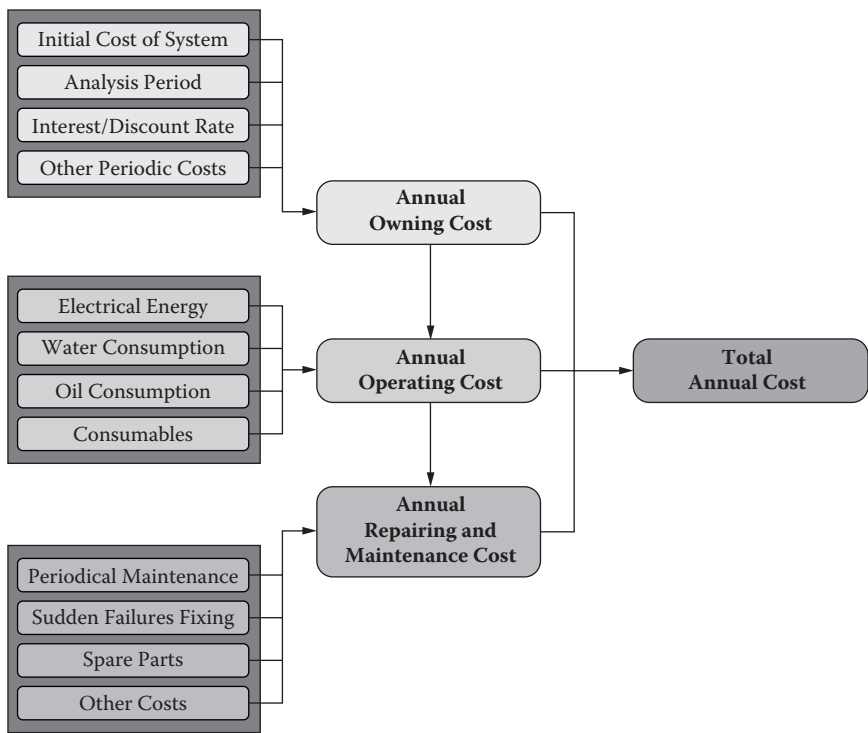 Initial Cost of System
Analysis Period
Interest/Discount Rate
Other Periodic Costs
Annual
Owning Cost
Electrical Energy
Water Consumption
Oil Consumption
Consumables
Annual
Operating Cost
Total
Annual Cost
Annual
Repairing and
Maintenance Cost
Periodical Maintenance
Sudden Failures Fixing
Spare Parts
Other Costs